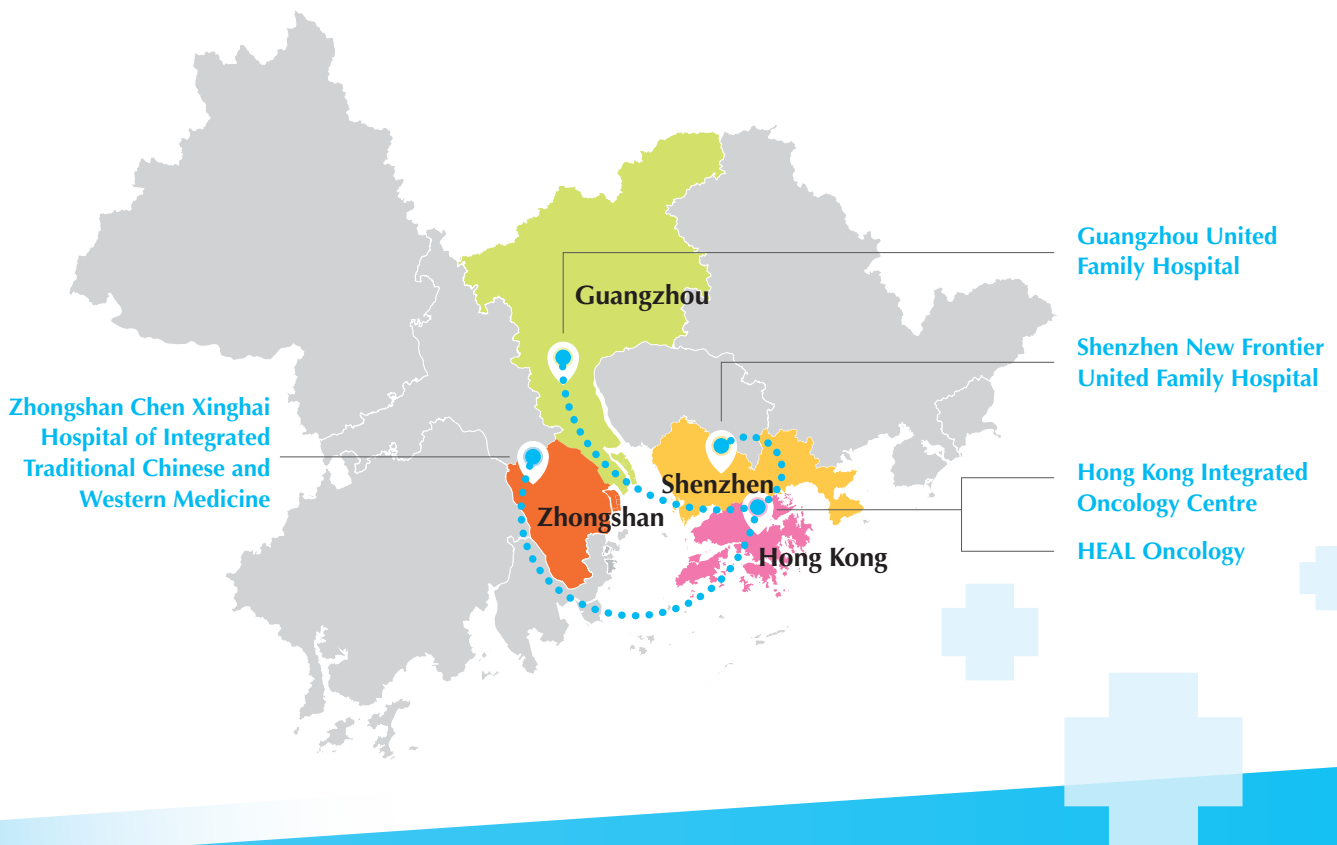 Guangzhou United
Family Hospital
Guangzhou
Shenzhen New Frontier
United Family Hospital
Zhongshan Chen Xinghai
Hospital of Integrated
Traditional Chinese and
Western Medicine
Shenzhen
Zhongshan
Hong Kong Integrated
Oncology Centre
Hong Kong
HEAL Oncology